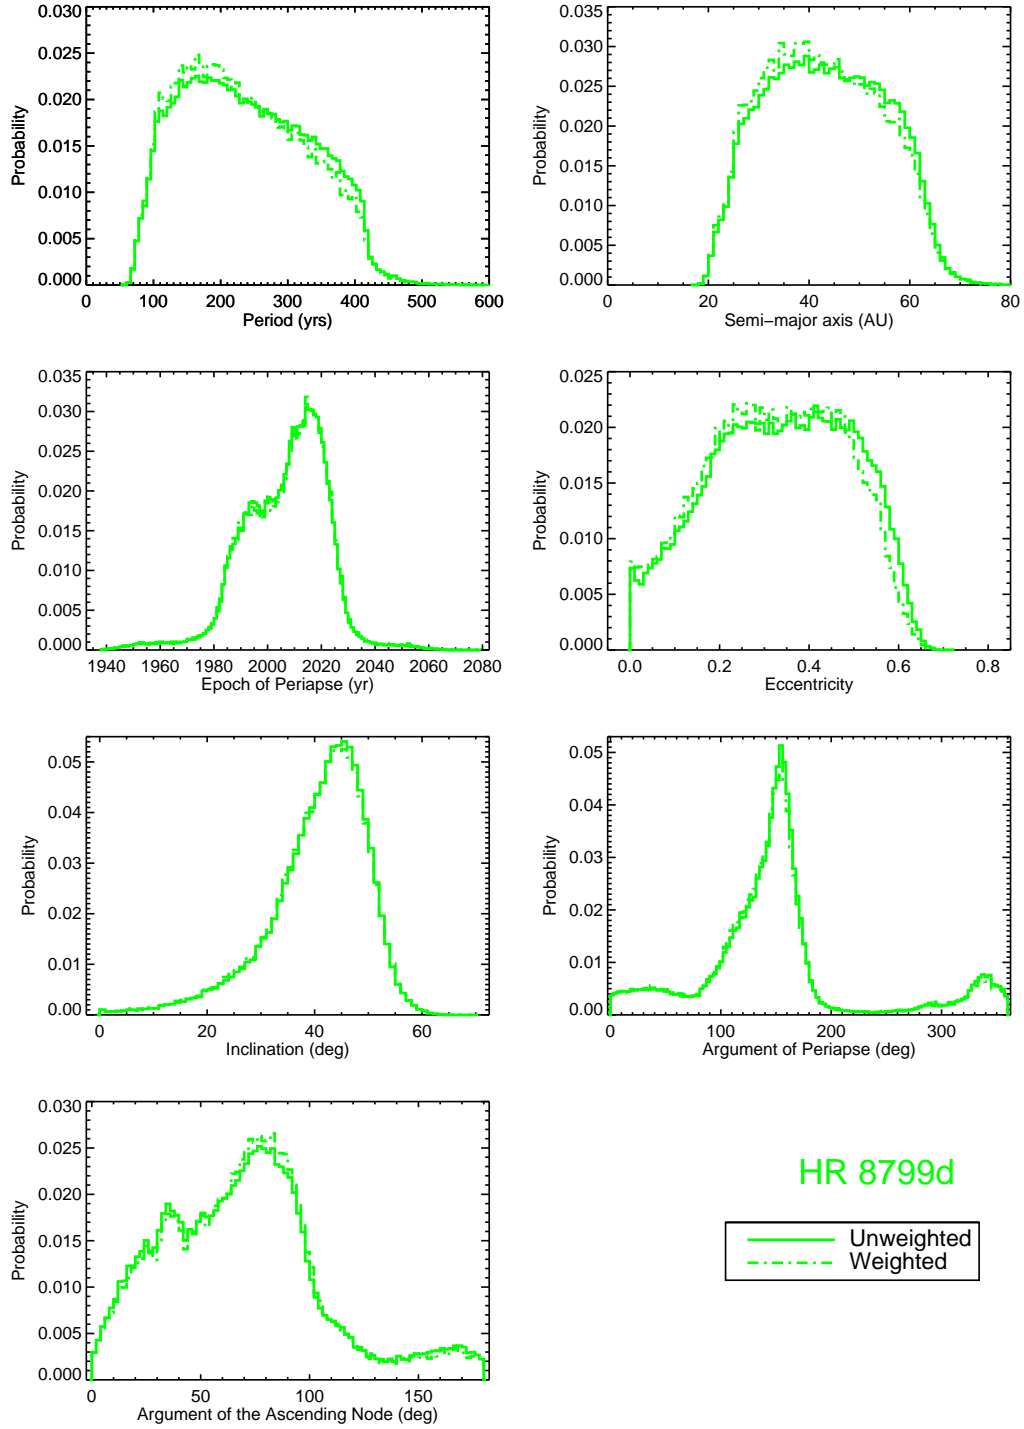 0.030
0.025
0.020
0.015
0.010
0.005
0.000
Probability
0 100 200 300 400 500 600
Period (yrs)
0.030
0.025
0.020
0.015
0.010
0.005
0.000
0.035
Probability
0 20 40 60 80
Semi−major axis (AU)
0.035
0.030
0.025
0.020
0.015
0.010
0.005
0.000
Probability
1940 1960 1980 2000 2020 2040 2060 2080
Epoch of Periapse (yr)
0.025
0.020
0.015
0.010
0.005
0.000
Probability
0.0 0.2 0.4 0.6 0.8
Eccentricity
0.05
0.04
0.03
0.02
0.01
0.00
Probability
0 20 40 60
Inclination (deg)
0.05
0.04
0.03
0.02
0.01
0.00
Probability
0 100 200 300
Argument of Periapse (deg)
0.030
0.025
0.020
0.015
0.010
0.005
0.000
Probability
0 50 100 150
Argument of the Ascending Node (deg)
HR 8799d
Unweighted
Weighted